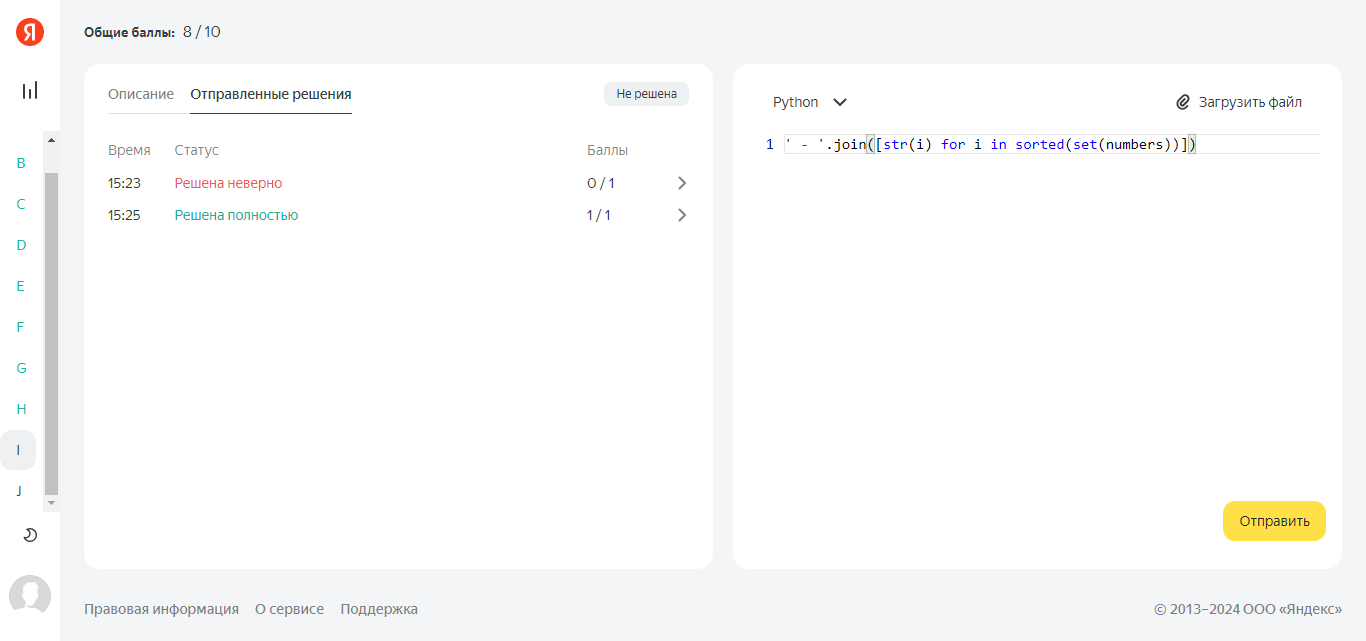 Я
Общие баллы: 8 / 10
B
C
D
E
F
G
H
I
J
Описание Отправленные решения Не решена
Время Статус Баллы
15:23 Решена неверно 0 / 1
15:25 Решена полностью 1 / 1
Python Загрузить файл
1 ' - '.join([str(i) for i in sorted(set(numbers))])
Отправить
Правовая информация О сервисе Поддержка © 2013–2024 ООО «Яндекс»